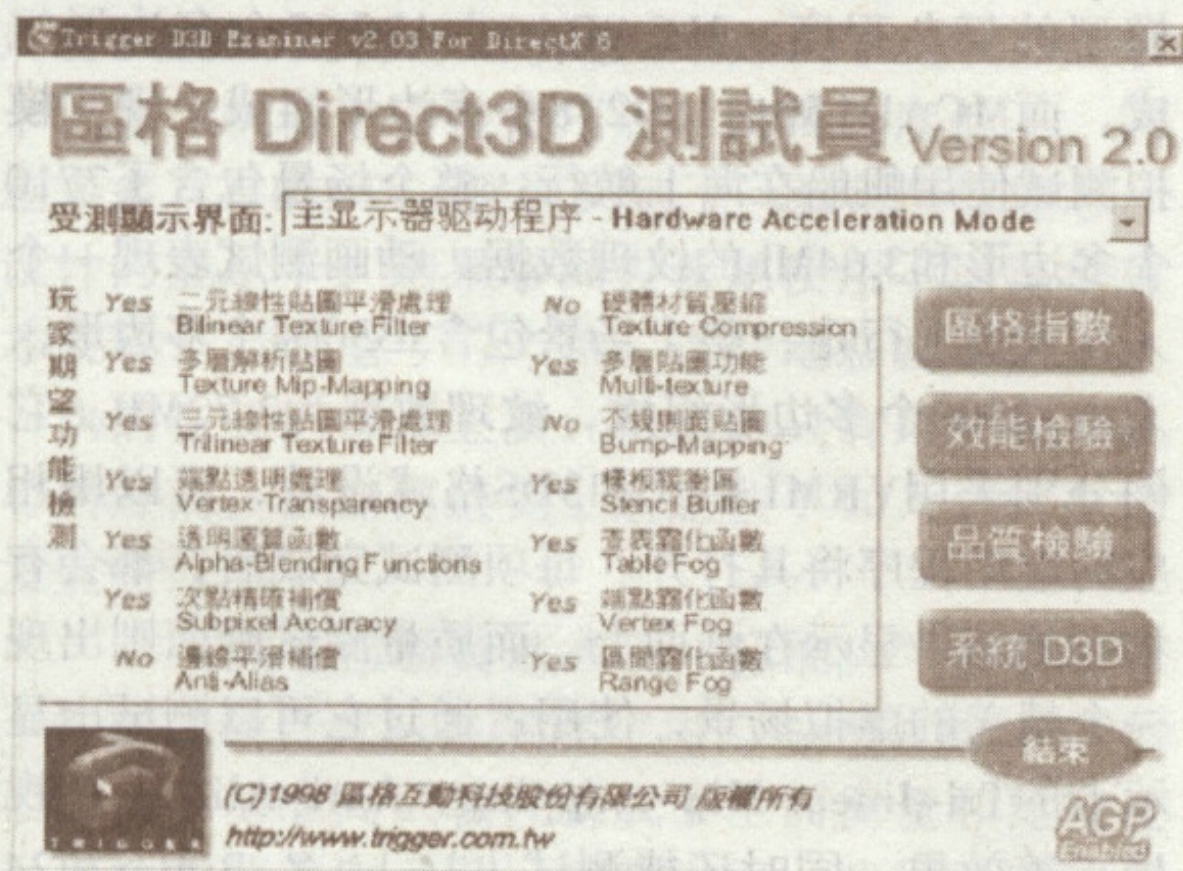 Trigger D3D Examiner v2.03 For DirectX 6
區格 Direct3D 測試員 Version 2.0
受測顯示界面: 主显示器驱动程序 - Hardware Acceleration Mode
玩家期望功能檢測
Yes 二元線性貼圖平滑處理
Bilinear Texture Filter
Yes 多層解析貼圖
Texture Mip-Mapping
Yes 三元線性貼圖平滑處理
Trilinear Texture Filter
Yes 端點透明處理
Vertex Transparency
Yes 透明運算函數
Alpha-Blending Functions
Yes 次點精確補償
Subpixel Accuracy
No 邊線平滑補償
Anti-Alias
No 硬體材質壓縮
Texture Compression
Yes 多層貼圖功能
Multi-texture
No 不規則面貼圖
Bump-Mapping
Yes 樣板緩衝區
Stencil Buffer
Yes 查表霧化函數
Table Fog
Yes 端點霧化函數
Vertex Fog
Yes 區間霧化函數
Range Fog
區格指數
效能檢驗
品質檢驗
系統 D3D
結束
TRIGGER
(C)1998 區格互動科技股份有限公司 版權所有
http://www.trigger.com.tw
AGP
Enabled